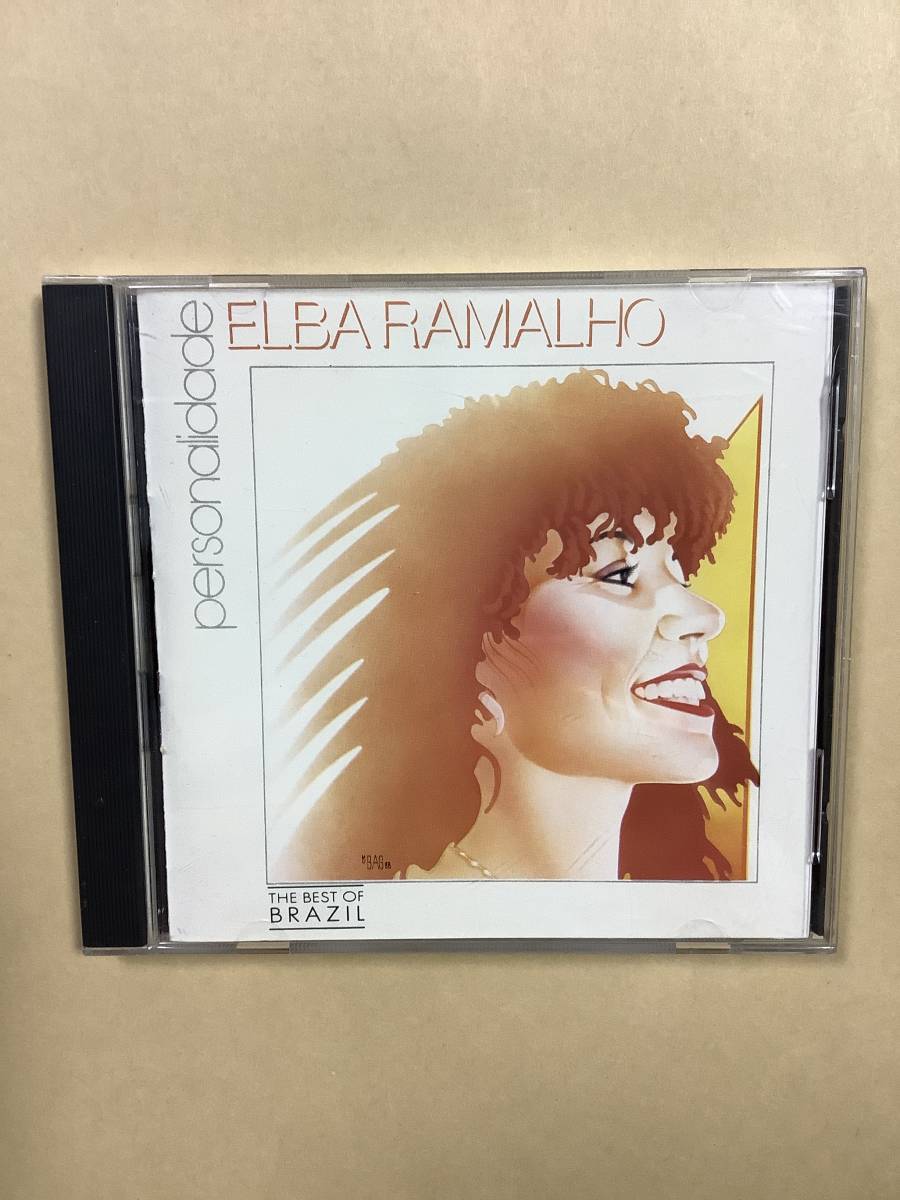 personalidade
ELBA RAMALHO
THE BEST OF
BRAZIL